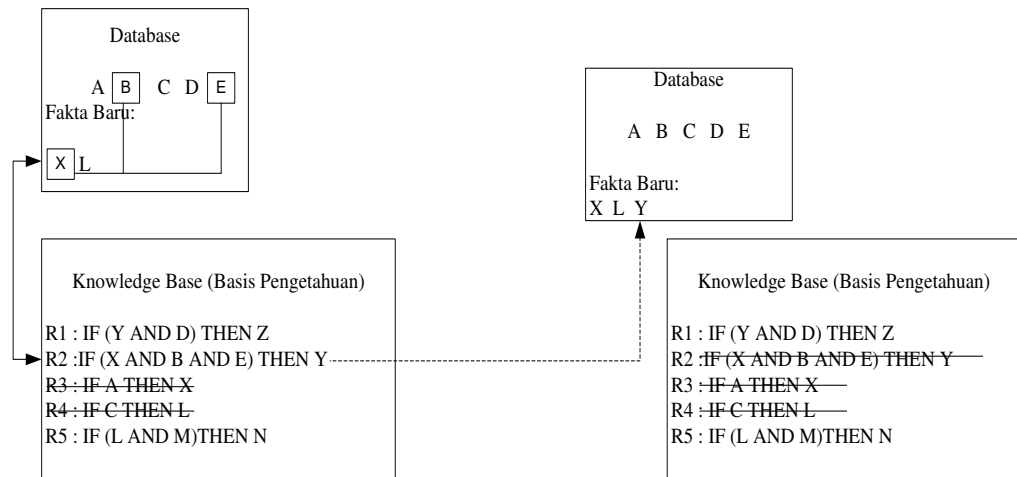 Database
A B C D E
Fakta Baru:
X L
Knowledge Base (Basis Pengetahuan)
R1 : IF (Y AND D) THEN Z
R2 :IF (X AND B AND E) THEN Y
R3 : IF A THEN X
R4 : IF C THEN L
R5 : IF (L AND M)THEN N
Database
A B C D E
Fakta Baru:
X L Y
Knowledge Base (Basis Pengetahuan)
R1 : IF (Y AND D) THEN Z
R2 :IF (X AND B AND E) THEN Y
R3 : IF A THEN X
R4 : IF C THEN L
R5 : IF (L AND M)THEN N